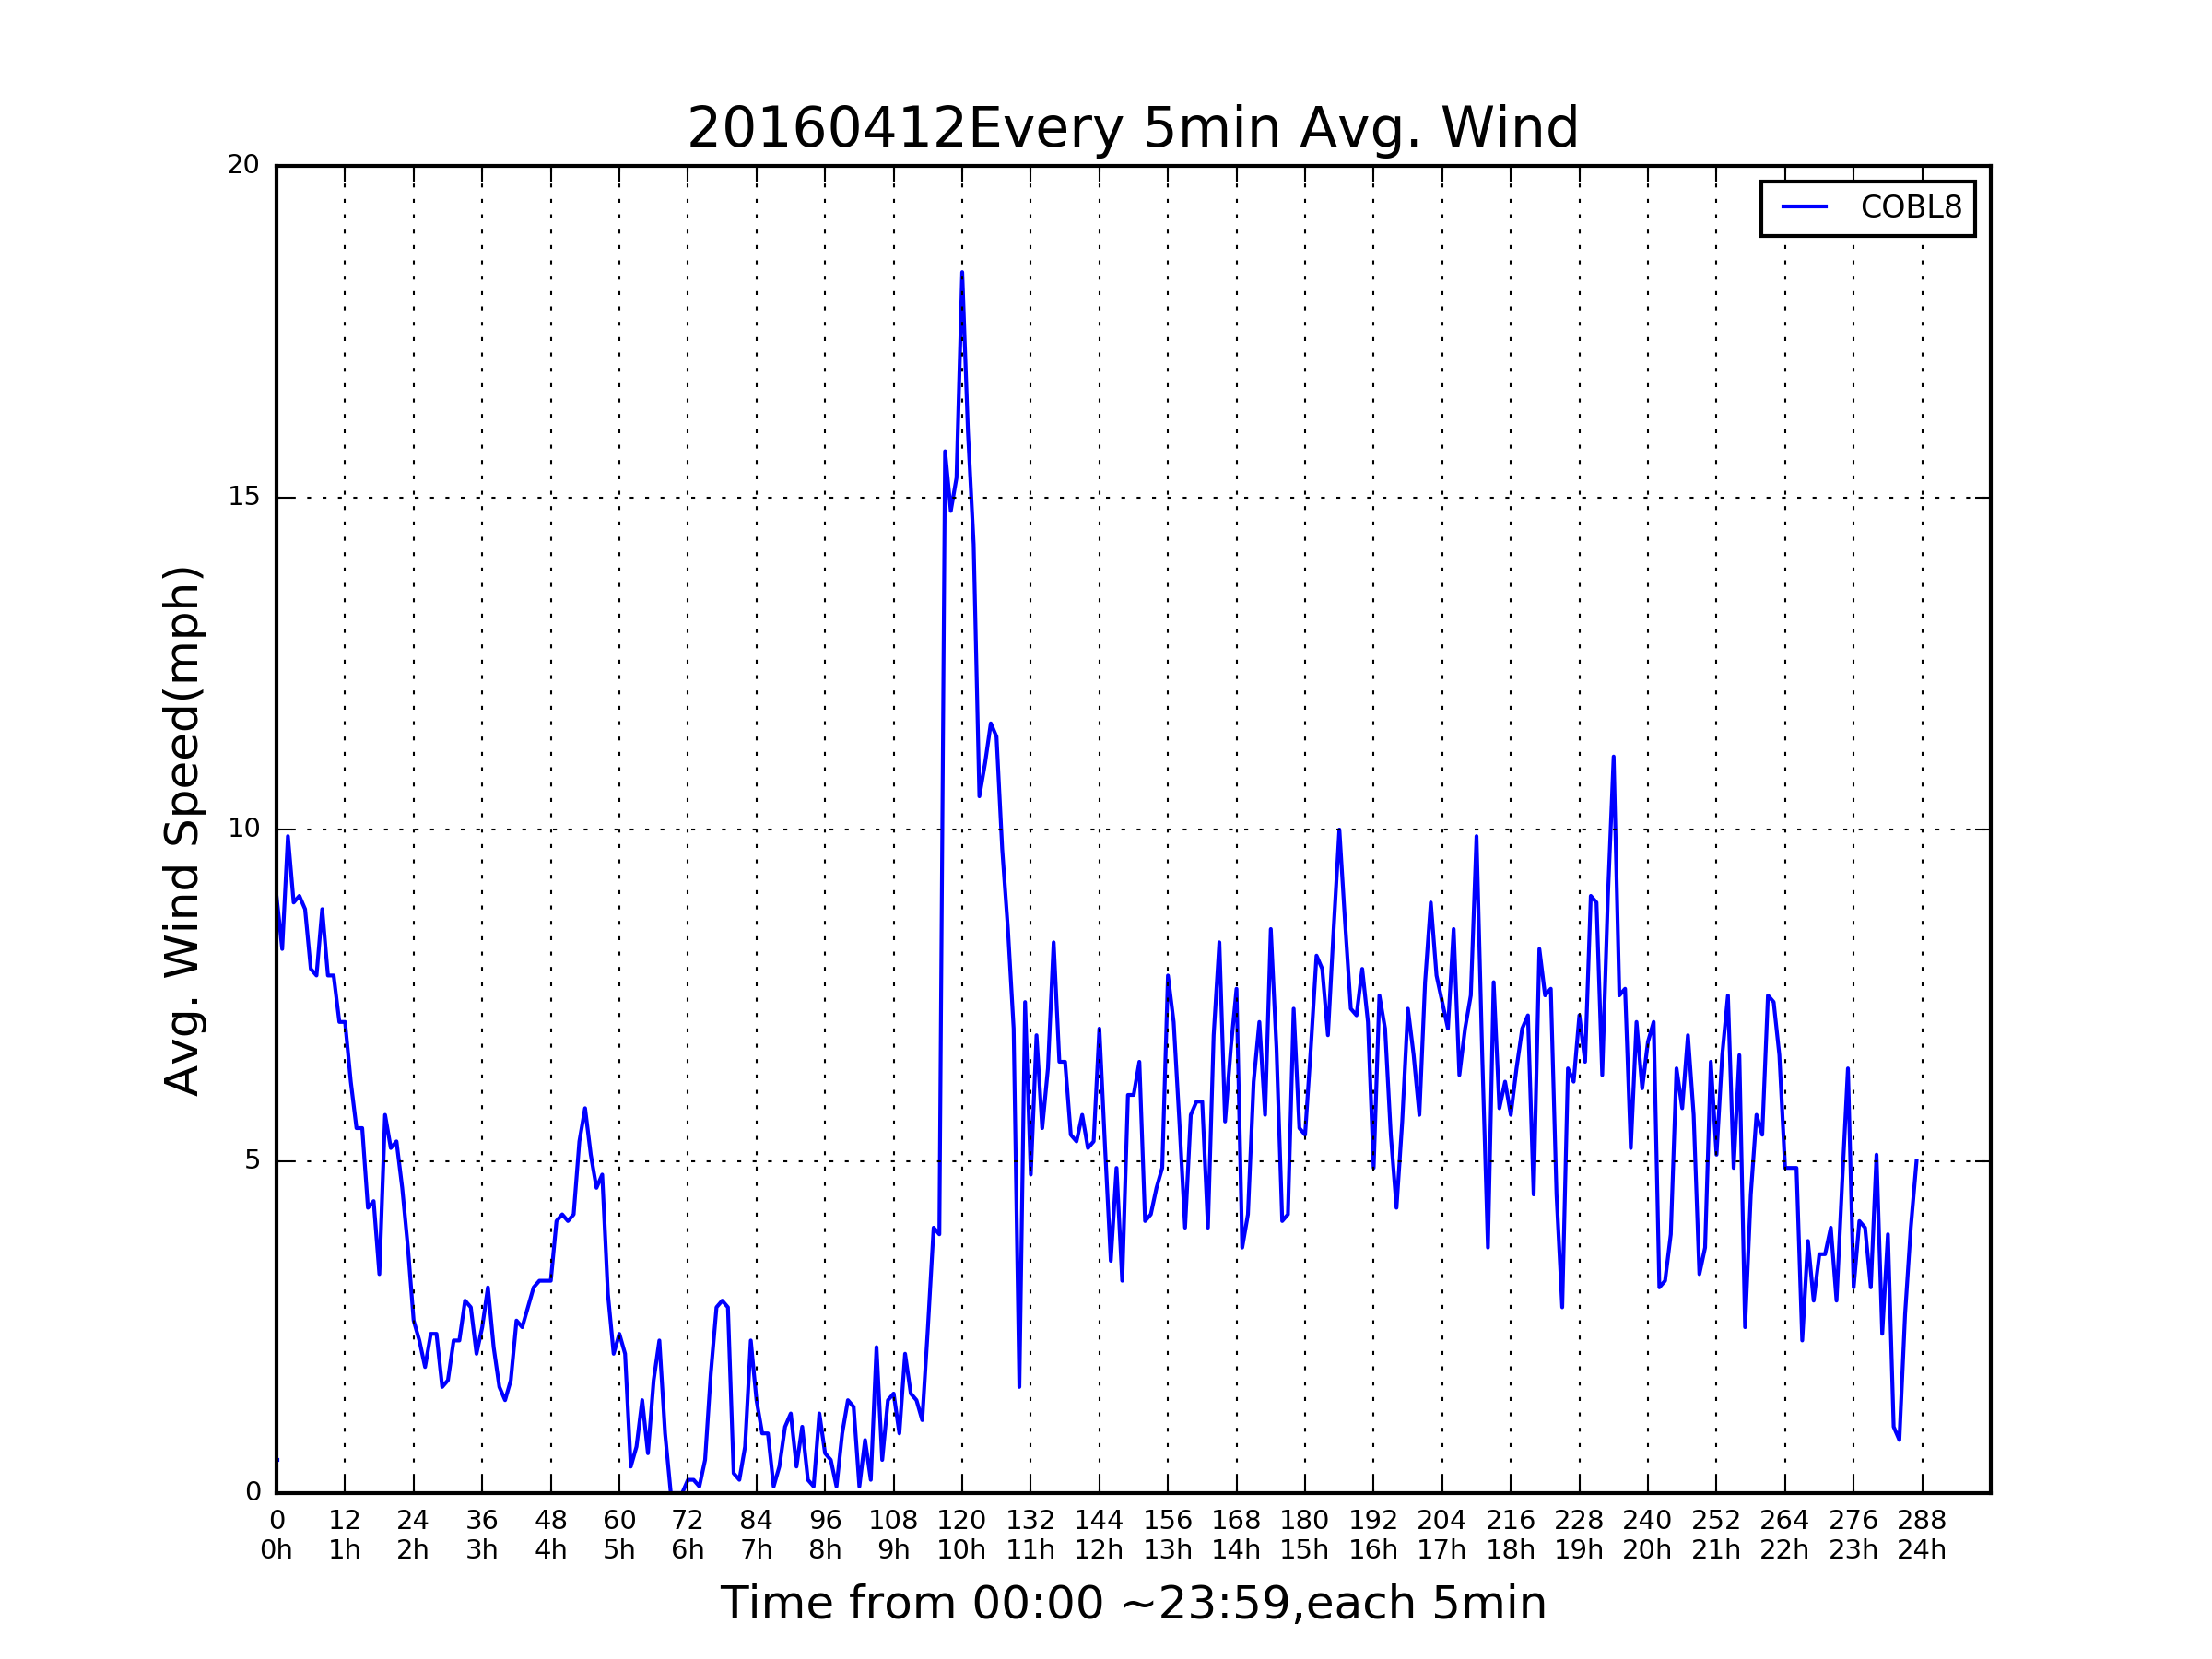 20160412Every 5min Avg. Wind
COBL8
Avg. Wind Speed(mph)
20
15
10
5
0
0 12 24 36 48 60 72 84 96 108 120 132 144 156 168 180 192 204 216 228 240 252 264 276 288
0h 1h 2h 3h 4h 5h 6h 7h 8h 9h 10h 11h 12h 13h 14h 15h 16h 17h 18h 19h 20h 21h 22h 23h 24h
Time from 00:00 ~23:59,each 5min